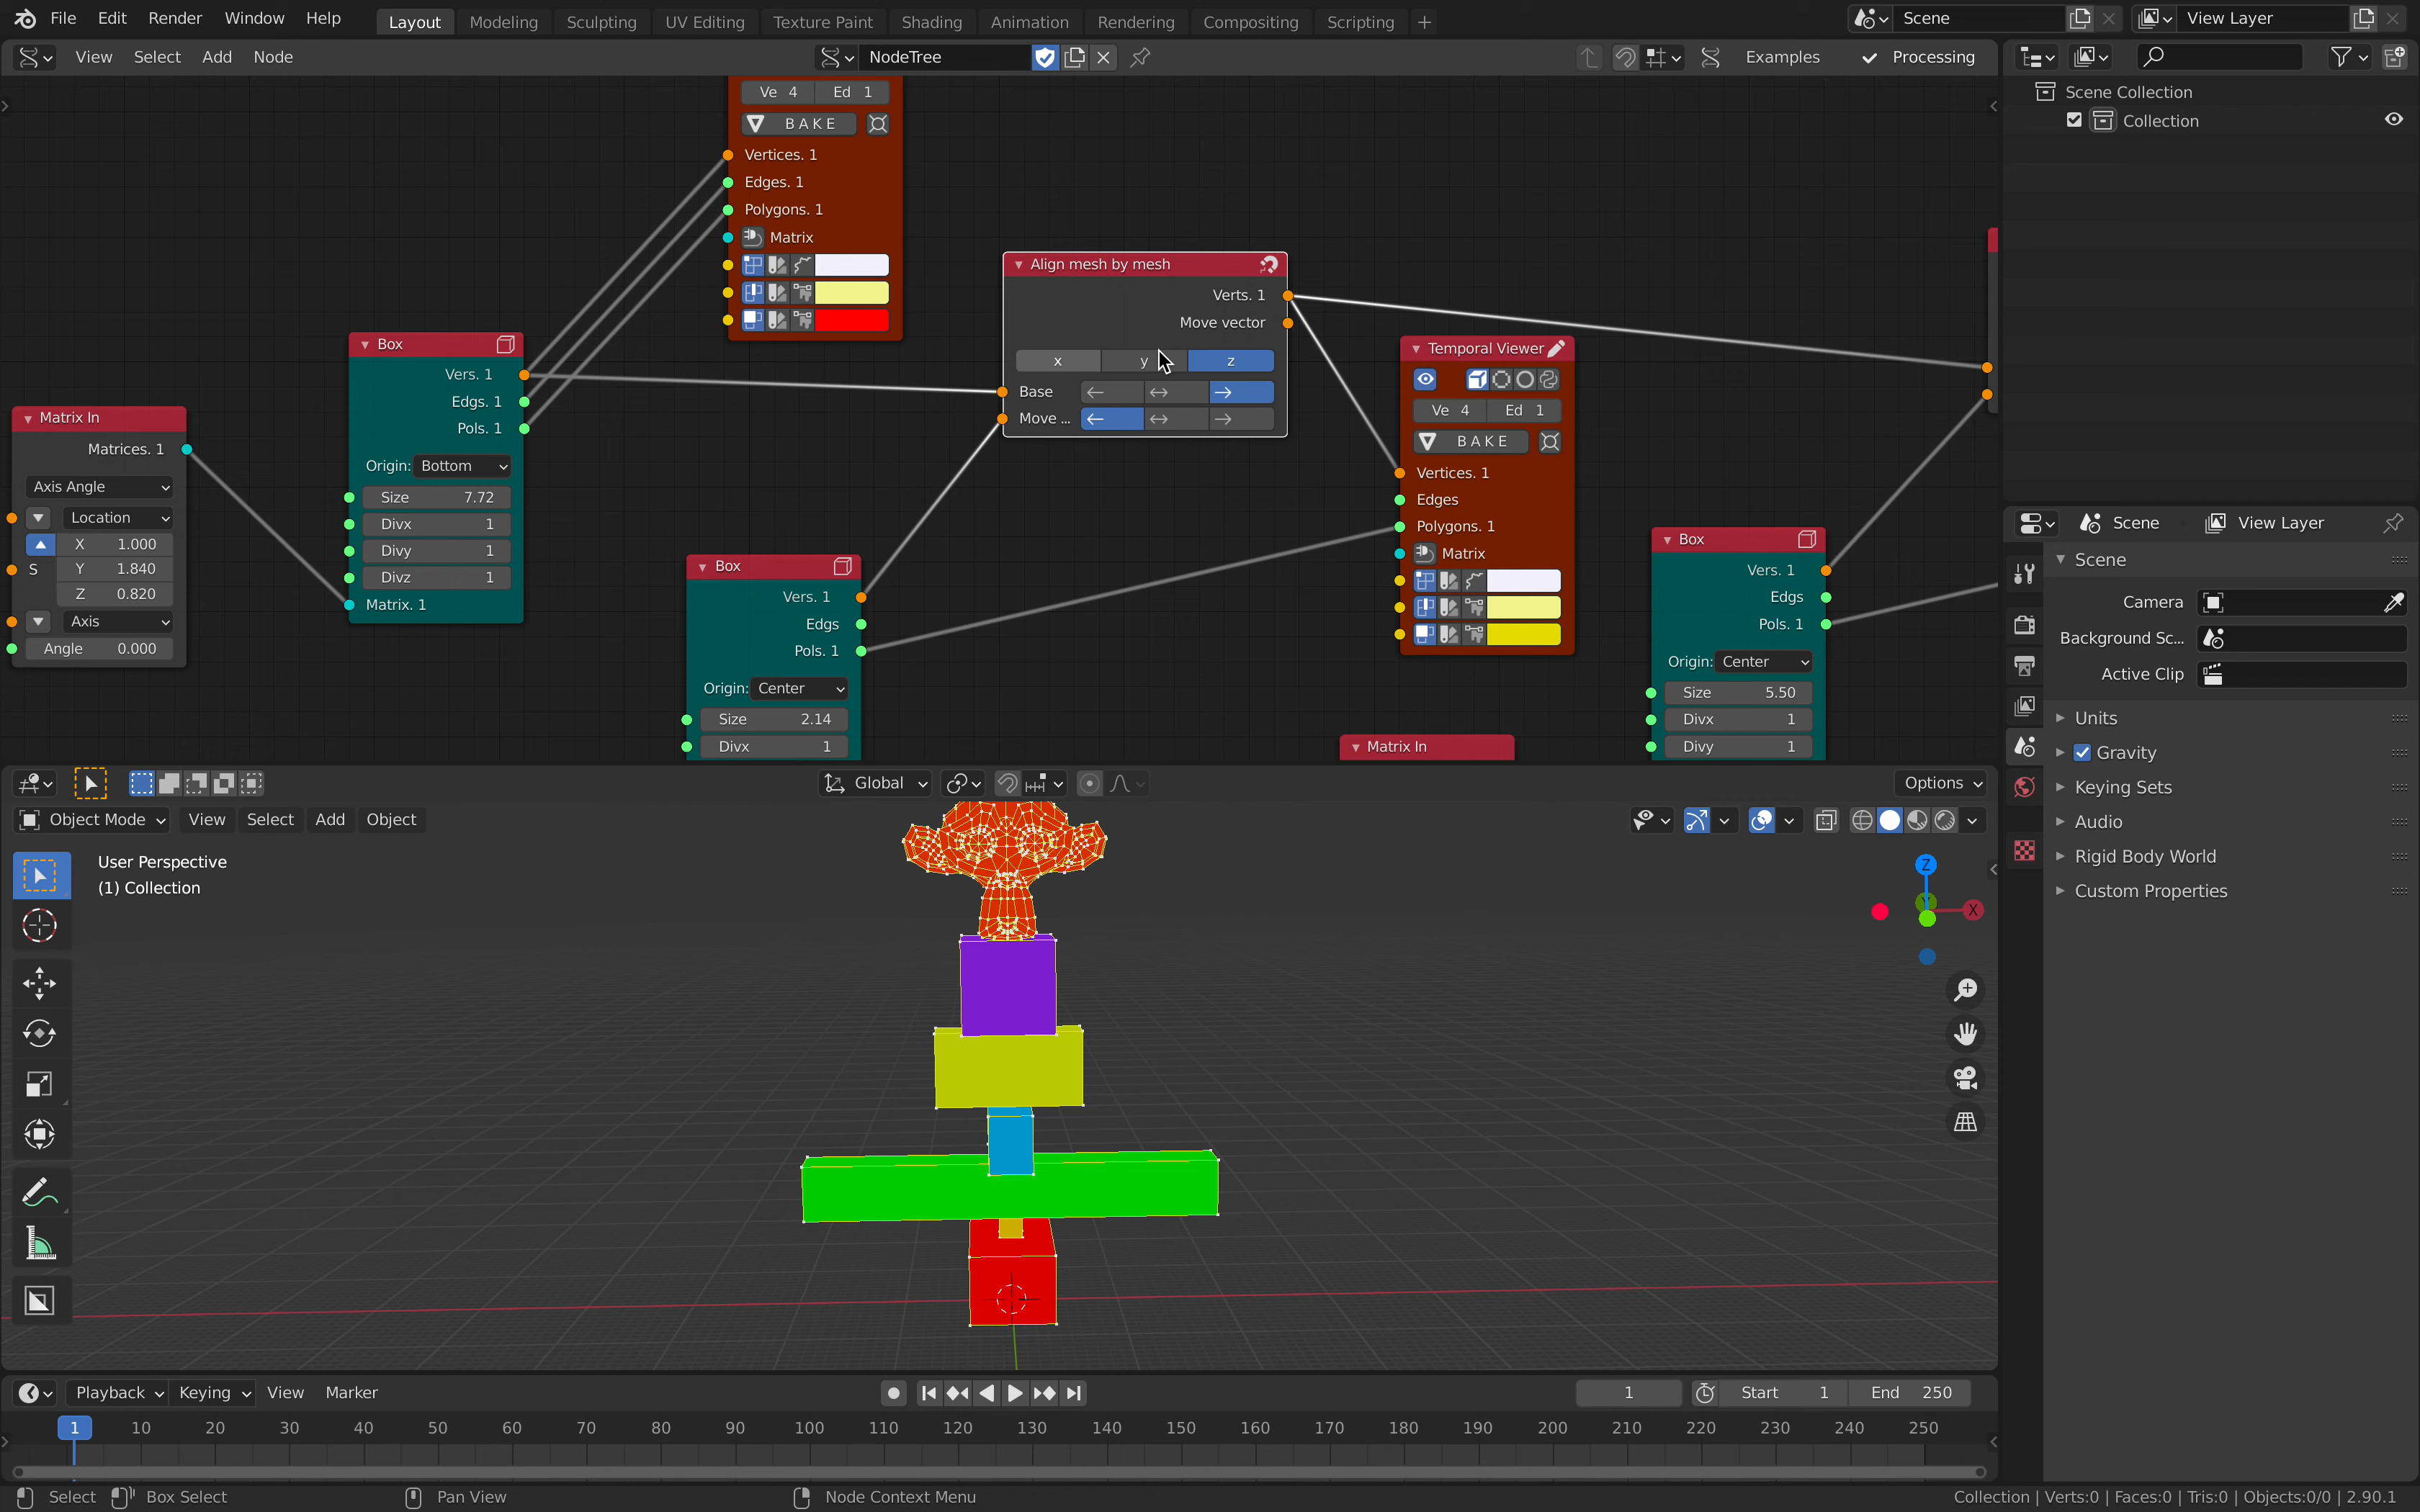 File Edit Render Window Help Layout Modeling Sculpting UV Editing Texture Paint Shading Animation Rendering Compositing Scripting + Scene View Layer
View Select Add Node NodeTree Examples Processing
Scene Collection
Collection
Ve 4 Ed 1
BAKE
Vertices. 1
Edges. 1
Polygons. 1
Matrix
Align mesh by mesh
Verts. 1
Move vector
x y z
Base
Move ...
Box
Vers. 1
Edgs. 1
Pols. 1
Origin: Bottom
Size 7.72
Divx 1
Divy 1
Divz 1
Matrix. 1
Matrix In
Matrices. 1
Axis Angle
Location
X 1.000
S Y 1.840
Z 0.820
Axis
Angle 0.000
Box
Vers. 1
Edgs
Pols. 1
Origin: Center
Size 2.14
Divx 1
Temporal Viewer
Ve 4 Ed 1
BAKE
Vertices. 1
Edges
Polygons. 1
Matrix
Matrix In
Box
Vers. 1
Edgs
Pols. 1
Origin: Center
Size 5.50
Divx 1
Divy 1
Scene View Layer
Scene
Camera
Background Sc...
Active Clip
Units
Gravity
Keying Sets
Audio
Rigid Body World
Custom Properties
Global Options
Object Mode View Select Add Object
User Perspective
(1) Collection
Z
Y
X
Playback Keying View Marker 1 Start 1 End 250
1 10 20 30 40 50 60 70 80 90 100 110 120 130 140 150 160 170 180 190 200 210 220 230 240 250
Select Box Select Pan View Node Context Menu Collection | Verts:0 | Faces:0 | Tris:0 | Objects:0/0 | 2.90.1